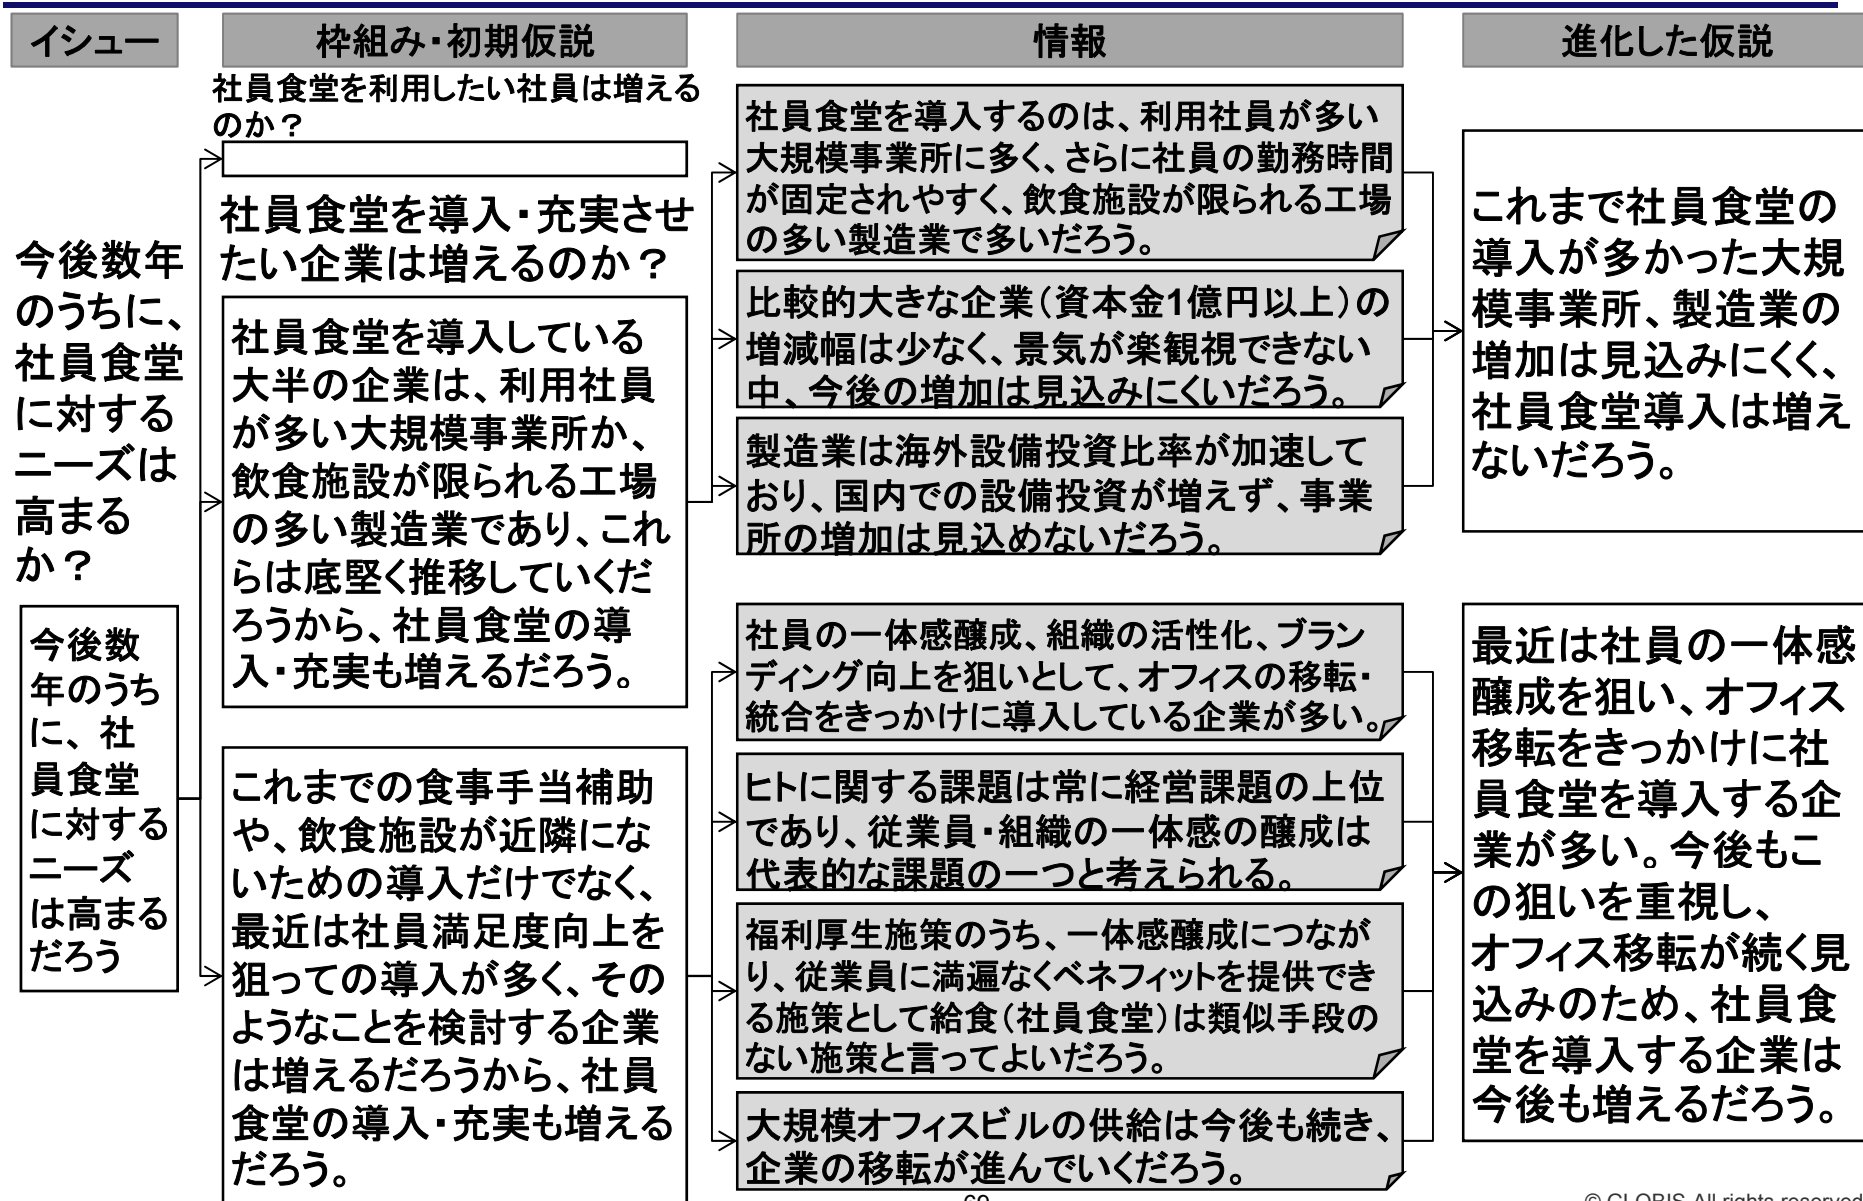 イシュー
枠組み・初期仮説
情報
進化した仮説
今後数年
のうちに、
社員食堂
に対する
ニーズは
高まる
か？
今後数
年のうち
に、社
員食堂
に対する
ニーズ
は高まる
だろう
社員食堂を利用したい社員は増える
のか？
社員食堂を導入・充実させ
たい企業は増えるのか？
社員食堂を導入している
大半の企業は、利用社員
が多い大規模事業所か、
飲食施設が限られる工場
の多い製造業であり、これ
らは底堅く推移していくだ
ろうから、社員食堂の導
入・充実も増えるだろう。
これまでの食事手当補助
や、飲食施設が近隣にな
いための導入だけでなく、
最近は社員満足度向上を
狙っての導入が多く、その
ようなことを検討する企業
は増えるだろうから、社員
食堂の導入・充実も増える
だろう。
社員食堂を導入するのは、利用社員が多い
大規模事業所に多く、さらに社員の勤務時間
が固定されやすく、飲食施設が限られる工場
の多い製造業で多いだろう。
比較的大きな企業（資本金1億円以上）の
増減幅は少なく、景気が楽観視できない
中、今後の増加は見込みにくいだろう。
製造業は海外設備投資比率が加速して
おり、国内での設備投資が増えず、事業
所の増加は見込めないだろう。
社員の一体感醸成、組織の活性化、ブラン
ディング向上を狙いとして、オフィスの移転・
統合をきっかけに導入している企業が多い。
ヒトに関する課題は常に経営課題の上位
であり、従業員・組織の一体感の醸成は
代表的な課題の一つと考えられる。
福利厚生施策のうち、一体感醸成につなが
り、従業員に満遍なくベネフィットを提供でき
る施策として給食（社員食堂）は類似手段の
ない施策と言ってよいだろう。
大規模オフィスビルの供給は今後も続き、
企業の移転が進んでいくだろう。
これまで社員食堂の
導入が多かった大規
模事業所、製造業の
増加は見込みにくく、
社員食堂導入は増え
ないだろう。
最近は社員の一体感
醸成を狙い、オフィス
移転をきっかけに社
員食堂を導入する企
業が多い。今後もこ
の狙いを重視し、
オフィス移転が続く見
込みのため、社員食
堂を導入する企業は
今後も増えるだろう。
© GLOBIS All rights reserved